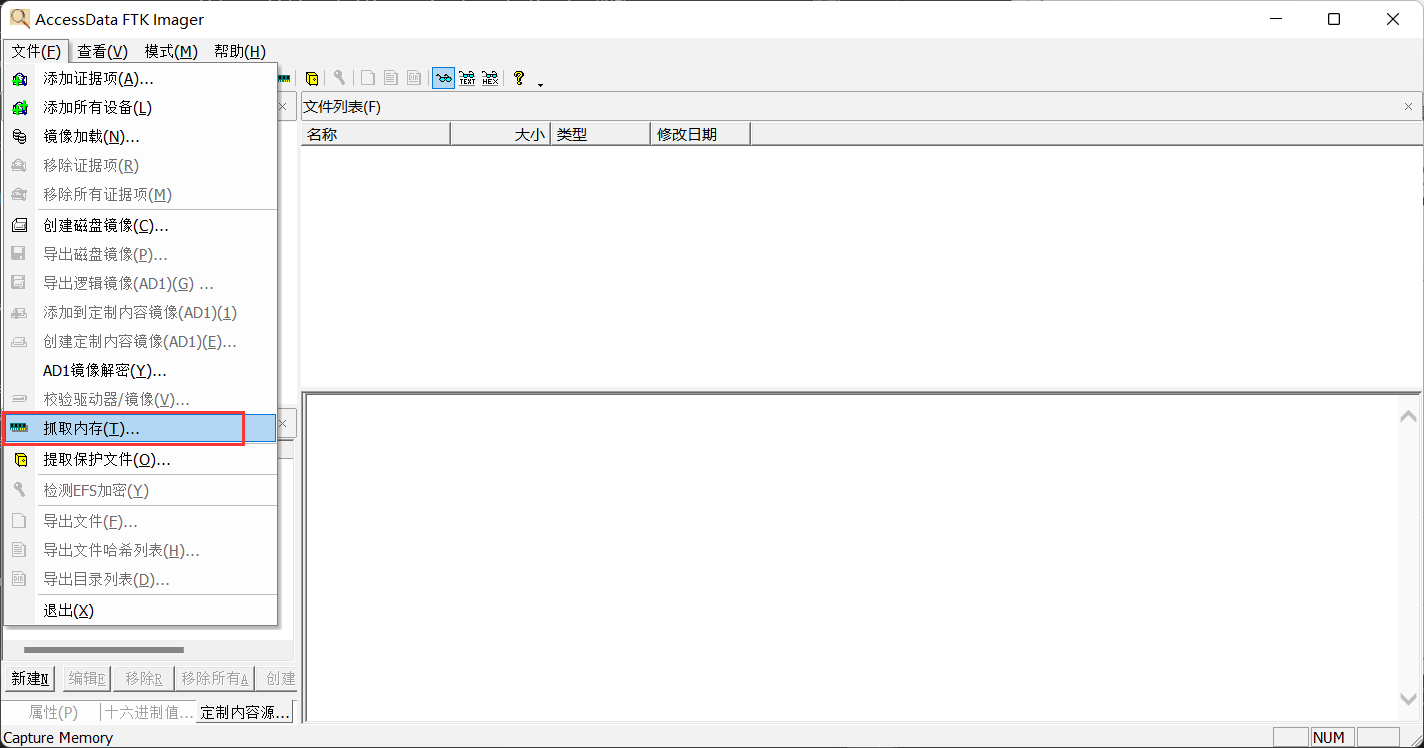 AccessData FTK Imager
文件(F) 查看(V) 模式(M) 帮助(H)
添加证据项(A)...
添加所有设备(L)
镜像加载(N)...
移除证据项(R)
移除所有证据项(M)
创建磁盘镜像(C)...
导出磁盘镜像(P)...
导出逻辑镜像(AD1)(G) ...
添加到定制内容镜像(AD1)(1)
创建定制内容镜像(AD1)(E)...
AD1镜像解密(Y)...
校验驱动器/镜像(V)...
抓取内存(T)...
提取保护文件(O)...
检测EFS加密(Y)
导出文件(F)...
导出文件哈希列表(H)...
导出目录列表(D)...
退出(X)
TEXT HEX
文件列表(F)
名称 大小 类型 修改日期
新建N 编辑E 移除R 移除所有A 创建
属性(P) 十六进制值... 定制内容源...
Capture Memory NUM